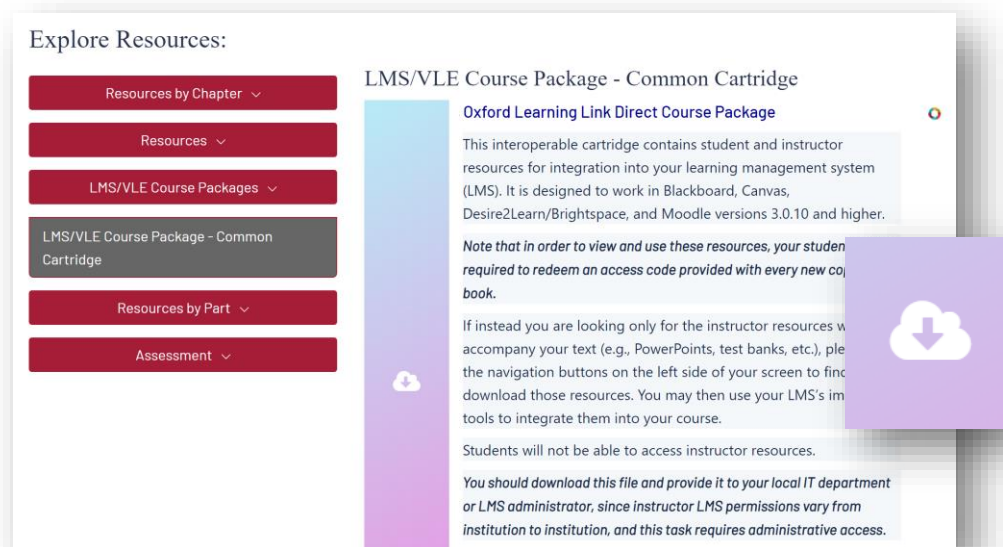 Explore Resources:
Resources by Chapter
Resources
LMS/VLE Course Packages
LMS/VLE Course Package - Common
Cartridge
Resources by Part
Assessment
LMS/VLE Course Package - Common Cartridge
Oxford Learning Link Direct Course Package
This interoperable cartridge contains student and instructor
resources for integration into your learning management system
(LMS). It is designed to work in Blackboard, Canvas,
Desire2Learn/Brightspace, and Moodle versions 3.0.10 and higher.
Note that in order to view and use these resources, your
required to redeem an access code provided with every new
book.
If instead you are looking only for the instructor resources
accompany your text (e.g., PowerPoints, test banks, etc.),
the navigation buttons on the left side of your screen to
download those resources. You may then use your LMS's
tools to integrate them into your course.
Students will not be able to access instructor resources.
You should download this file and provide it to your local IT department
or LMS administrator, since instructor LMS permissions vary from
institution to institution, and this task requires administrative access.